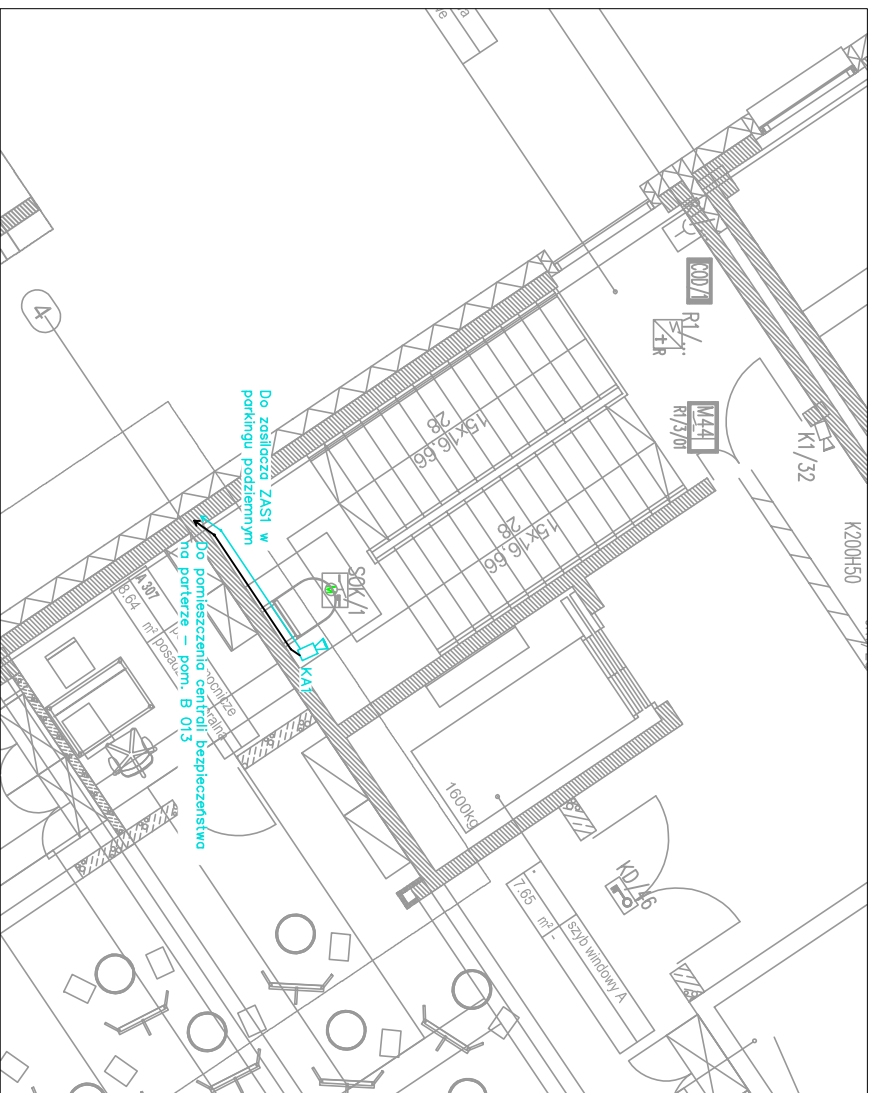 COD/1
R1/
+R
M44
R1/3/01
K1/32
K200H50
4
Do zasilacza ZAS1 w
parkingu podziemnym
15x16.66
28
15x16.66
28
SOK/1
M
KA1
A 307
8.64 m²
Do pomieszczenia centrali bezpieczeństwa
na parterze – pom. B 013
1600kg
KD/46
szyb windowy A
7.65 m² -